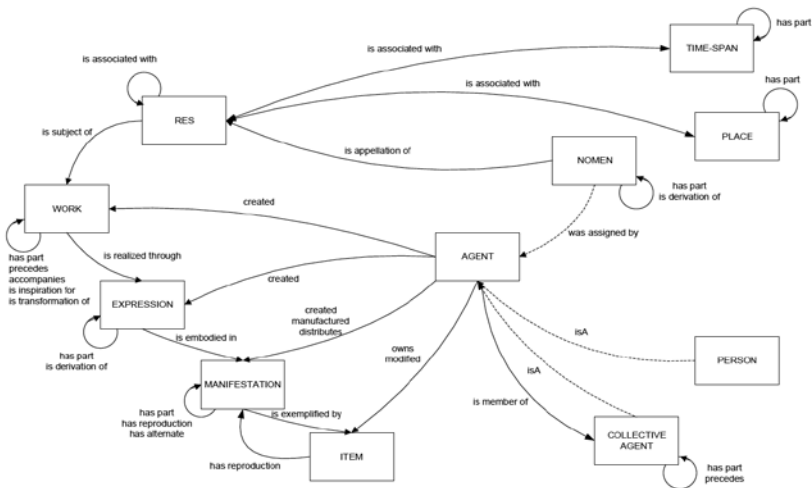 has part
TIME-SPAN
is associated with
is associated with
is associated with
has part
RES
PLACE
is subject of
is appellation of
NOMEN
has part
is derivation of
WORK
created
was assigned by
has part
precedes
accompanies
is inspiration for
is transformation of
is realized through
AGENT
created
EXPRESSION
created
manufactured
distributes
has part
is derivation of
is embodied in
owns
modified
isA
PERSON
MANIFESTATION
isA
has part
has reproduction
has alternate
is exemplified by
is member of
COLLECTIVE
AGENT
has reproduction
ITEM
has part
precedes